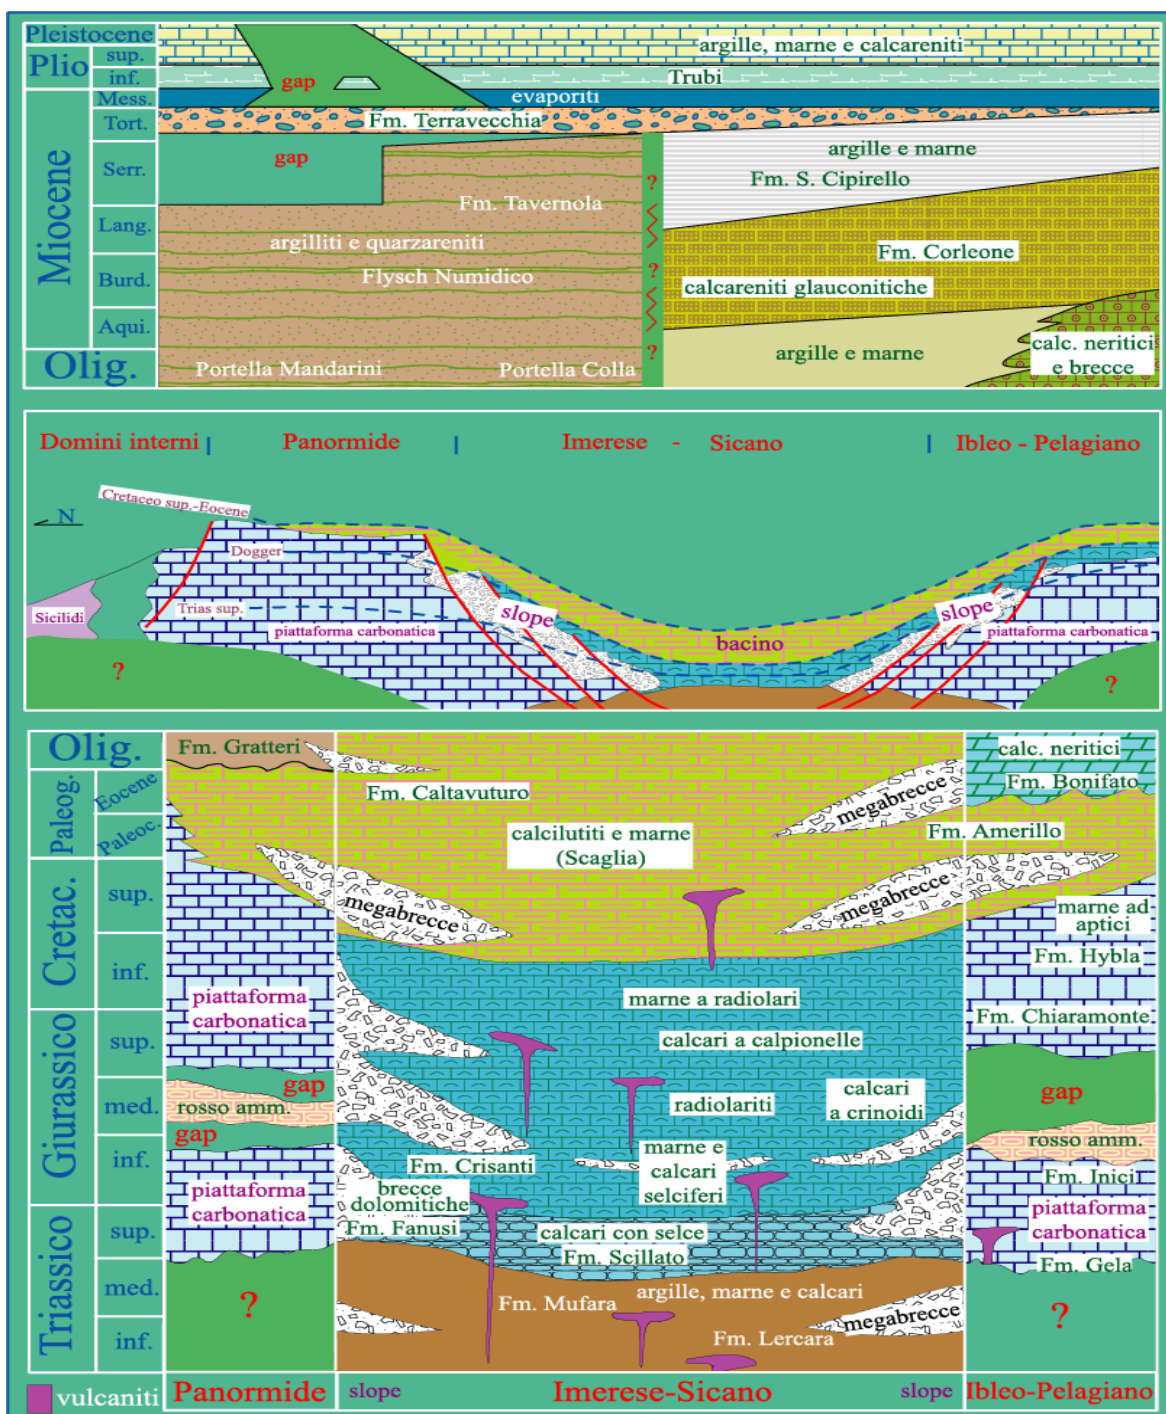 Pleistocene
Plio
sup.
inf.
argille, marne e calcareniti
Trubi
gap
Mess.
evaporiti
Tort.
Fm. Terravecchia
Miocene
Serr.
gap
argille e marne
Fm. S. Cipirello
?
Fm. Tavernola
Lang.
argilliti e quarzareniti
Fm. Corleone
Burd.
Flysch Numidico
?
calcareniti glauconitiche
Aqui.
?
argille e marne
calc. neritici
e brecce
Olig.
Portella Mandarini
Portella Colla
Domini interni
Panormide
Imerese - Sicano
Ibleo - Pelagiano
Cretaceo sup.-Eocene
N
Dogger
Trias sup.
Sicilidi
piattaforma carbonatica
slope
bacino
slope
piattaforma carbonatica
?
?
Olig.
Fm. Gratteri
calc. neritici
Fm. Bonifato
Paleog.
Eocene
Paleoc.
Fm. Caltavuturo
megabrecce
calcilutiti e marne
(Scaglia)
Fm. Amerillo
Cretac.
sup.
inf.
megabrecce
megabrecce
marne ad
aptici
Fm. Hybla
piattaforma
carbonatica
marne a radiolari
Fm. Chiaramonte
Giurassico
sup.
med.
inf.
calcari a calpionelle
gap
rosso amm.
gap
radiolariti
calcari
a crinoidi
gap
rosso amm.
Fm. Crisanti
marne e
calcari
selciferi
Fm. Inici
piattaforma
carbonatica
brecce
dolomitiche
Fm. Fanusi
piattaforma
carbonatica
Triassico
sup.
med.
inf.
calcari con selce
Fm. Scillato
Fm. Gela
?
Fm. Mufara
argille, marne e calcari
megabrecce
?
Fm. Lercara
vulcaniti
Panormide
slope
Imerese-Sicano
slope
Ibleo-Pelagiano